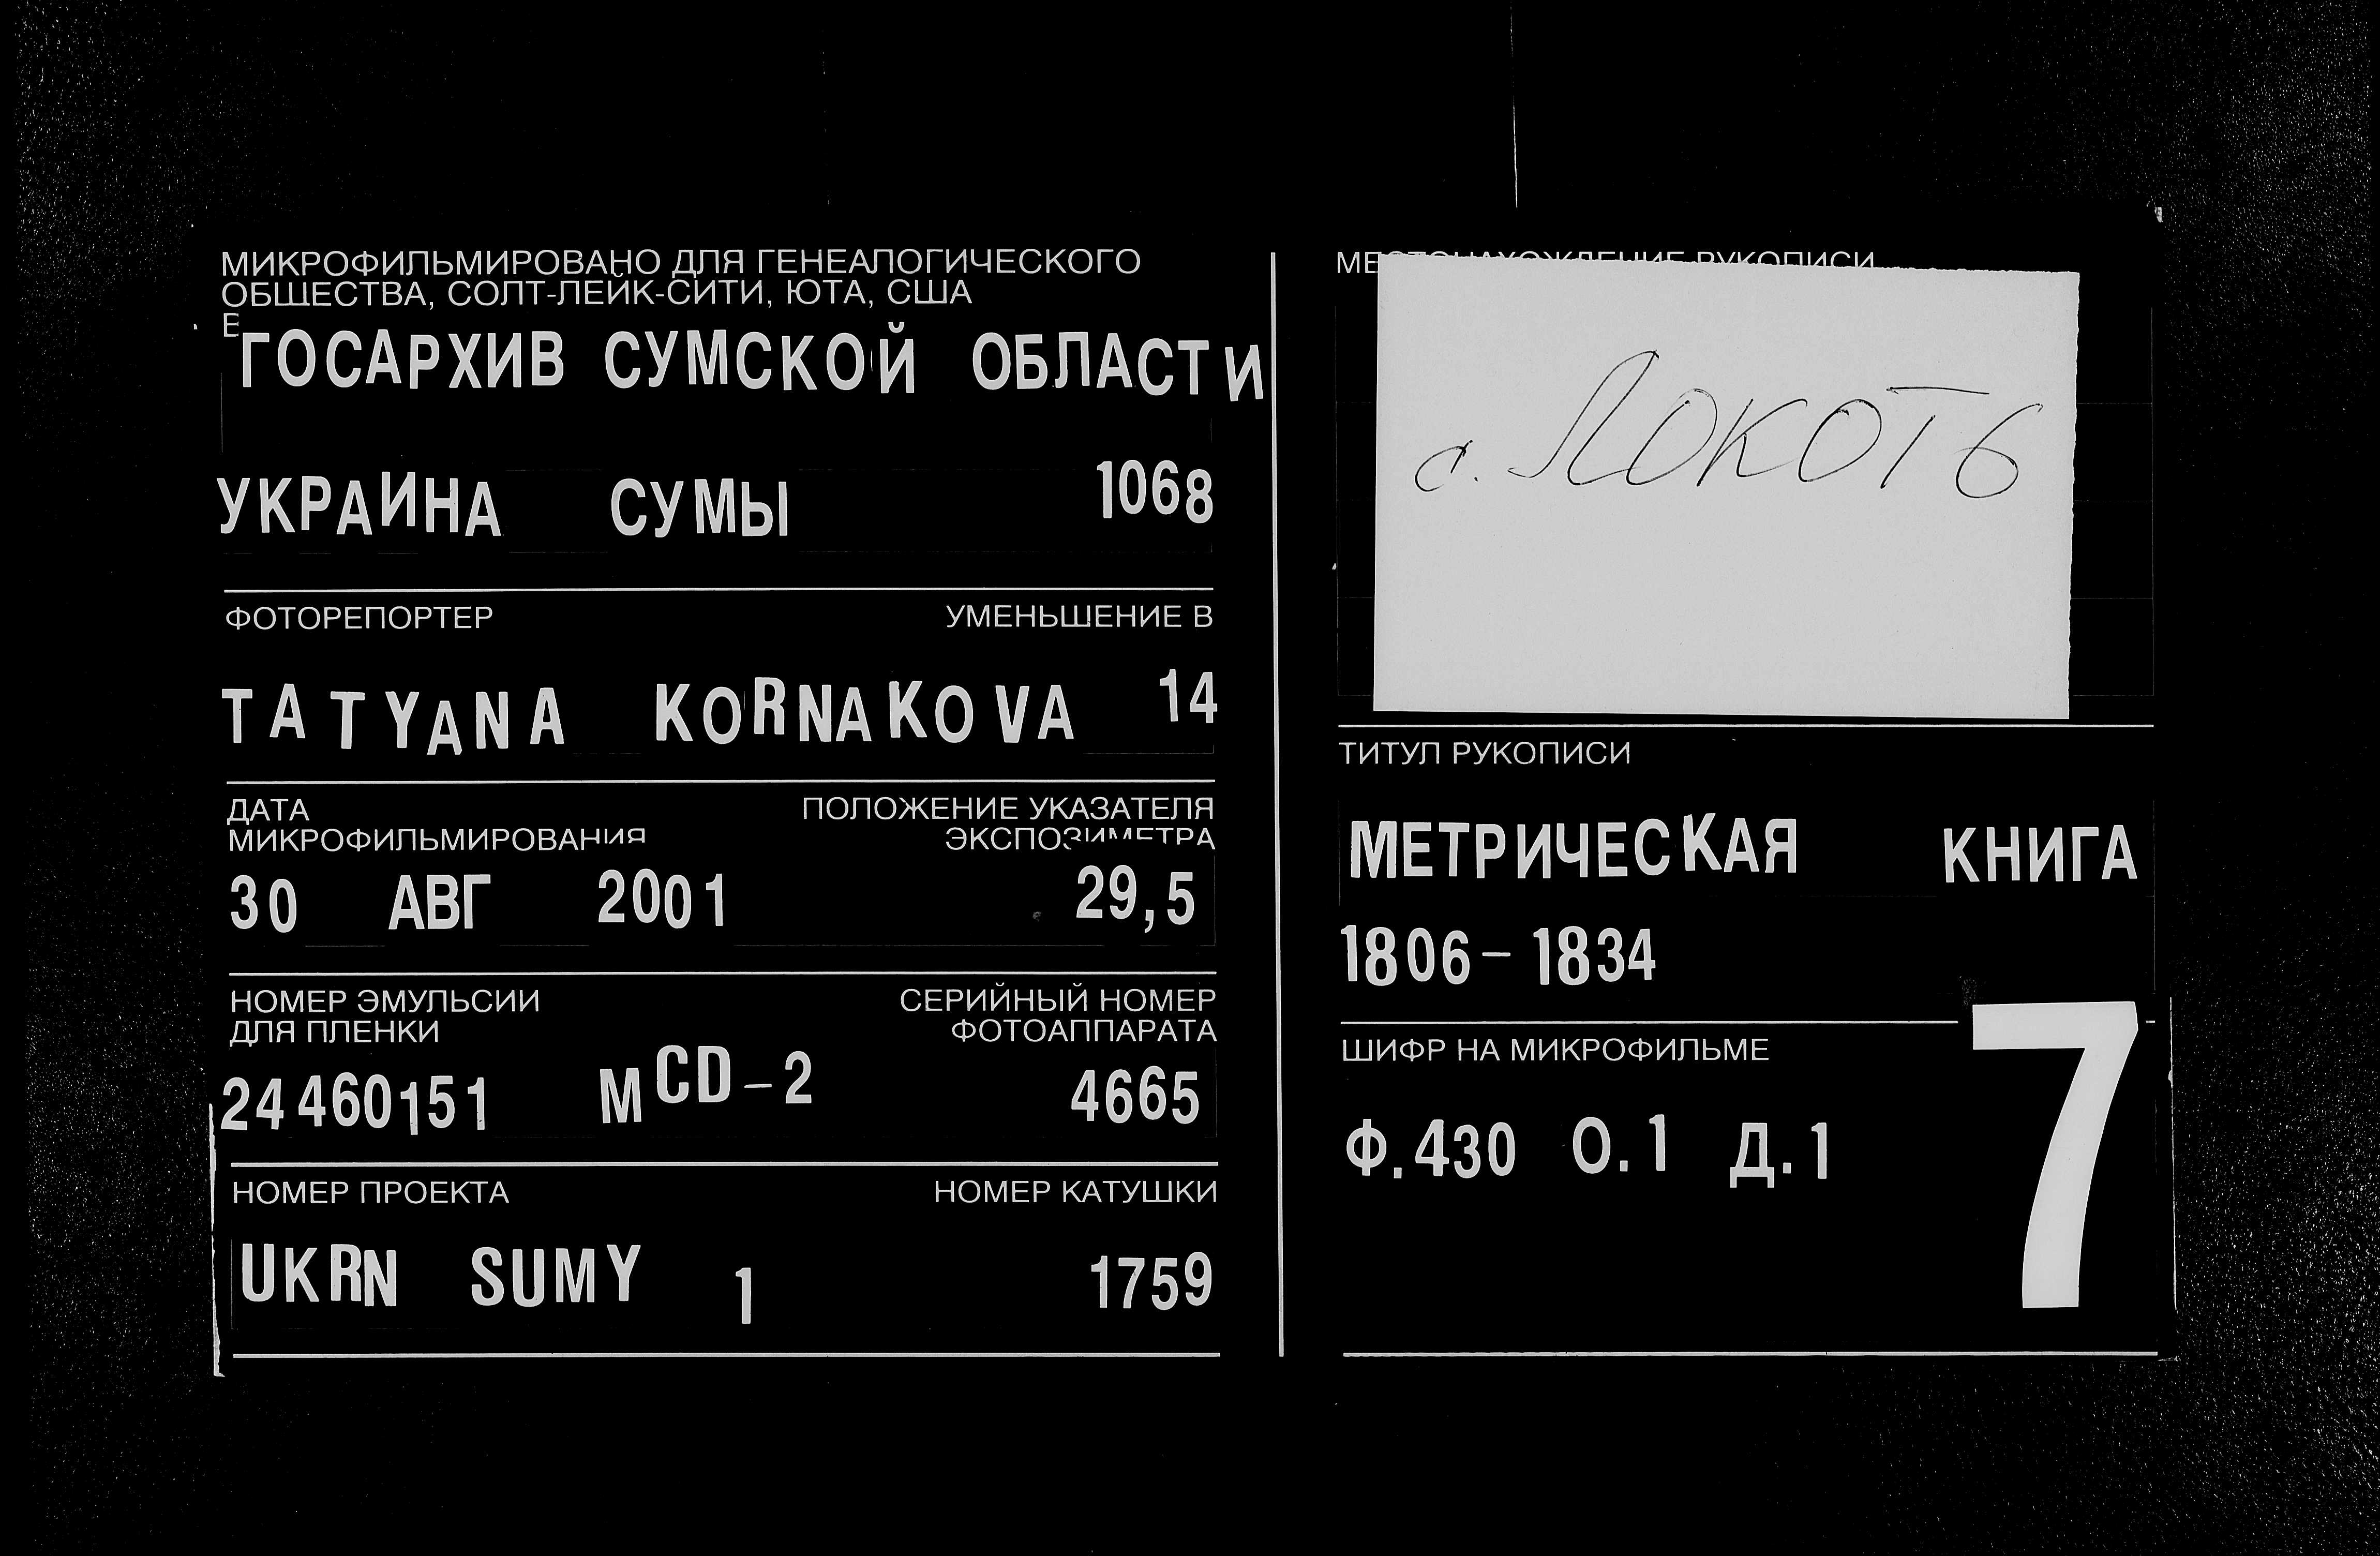 МИКРОФИЛЬМИРОВАНО ДЛЯ ГЕНЕАЛОГИЧЕСКОГО
ОБЩЕСТВА, СОЛТ-ЛЕЙК-СИТИ, ЮТА, США
Е
ГОСАРХИВ СУМСКОЙ ОБЛАСТИ
УКРАИНА СУМЫ 1068
ФОТОРЕПОРТЕР УМЕНЬШЕНИЕ В
TATYANA KORNAKOVA 14
ДАТА ПОЛОЖЕНИЕ УКАЗАТЕЛЯ
МИКРОФИЛЬМИРОВАНИЯ ЭКСПОЗИМЕТРА
30 АВГ 2001 29,5
НОМЕР ЭМУЛЬСИИ СЕРИЙНЫЙ НОМЕР
ДЛЯ ПЛЕНКИ ФОТОАППАРАТА
24460151 MCD-2 4665
НОМЕР ПРОЕКТА НОМЕР КАТУШКИ
UKRN SUMY 1 1759
МЕСТОНАХОЖДЕНИЕ РУКОПИСИ
с. Локоть
ТИТУЛ РУКОПИСИ
МЕТРИЧЕСКАЯ КНИГА
1806-1834
ШИФР НА МИКРОФИЛЬМЕ
Ф.430 О.1 Д.1
7